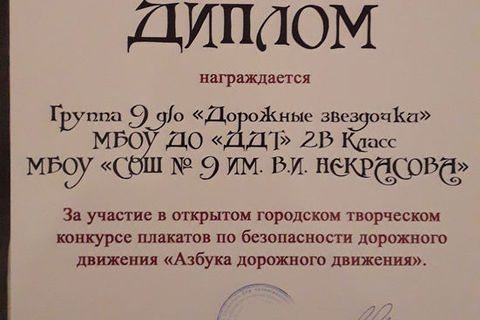 Диплом
награждается
Группа 9 д/о «Дорожные звездочки»
МБОУ ДО «ДДТ» 2В Класс
МБОУ «СОШ № 9 ИМ. В.И. НЕКРАСОВА»
За участие в открытом городском творческом
конкурсе плакатов по безопасности дорожного
движения «Азбука дорожного движения».